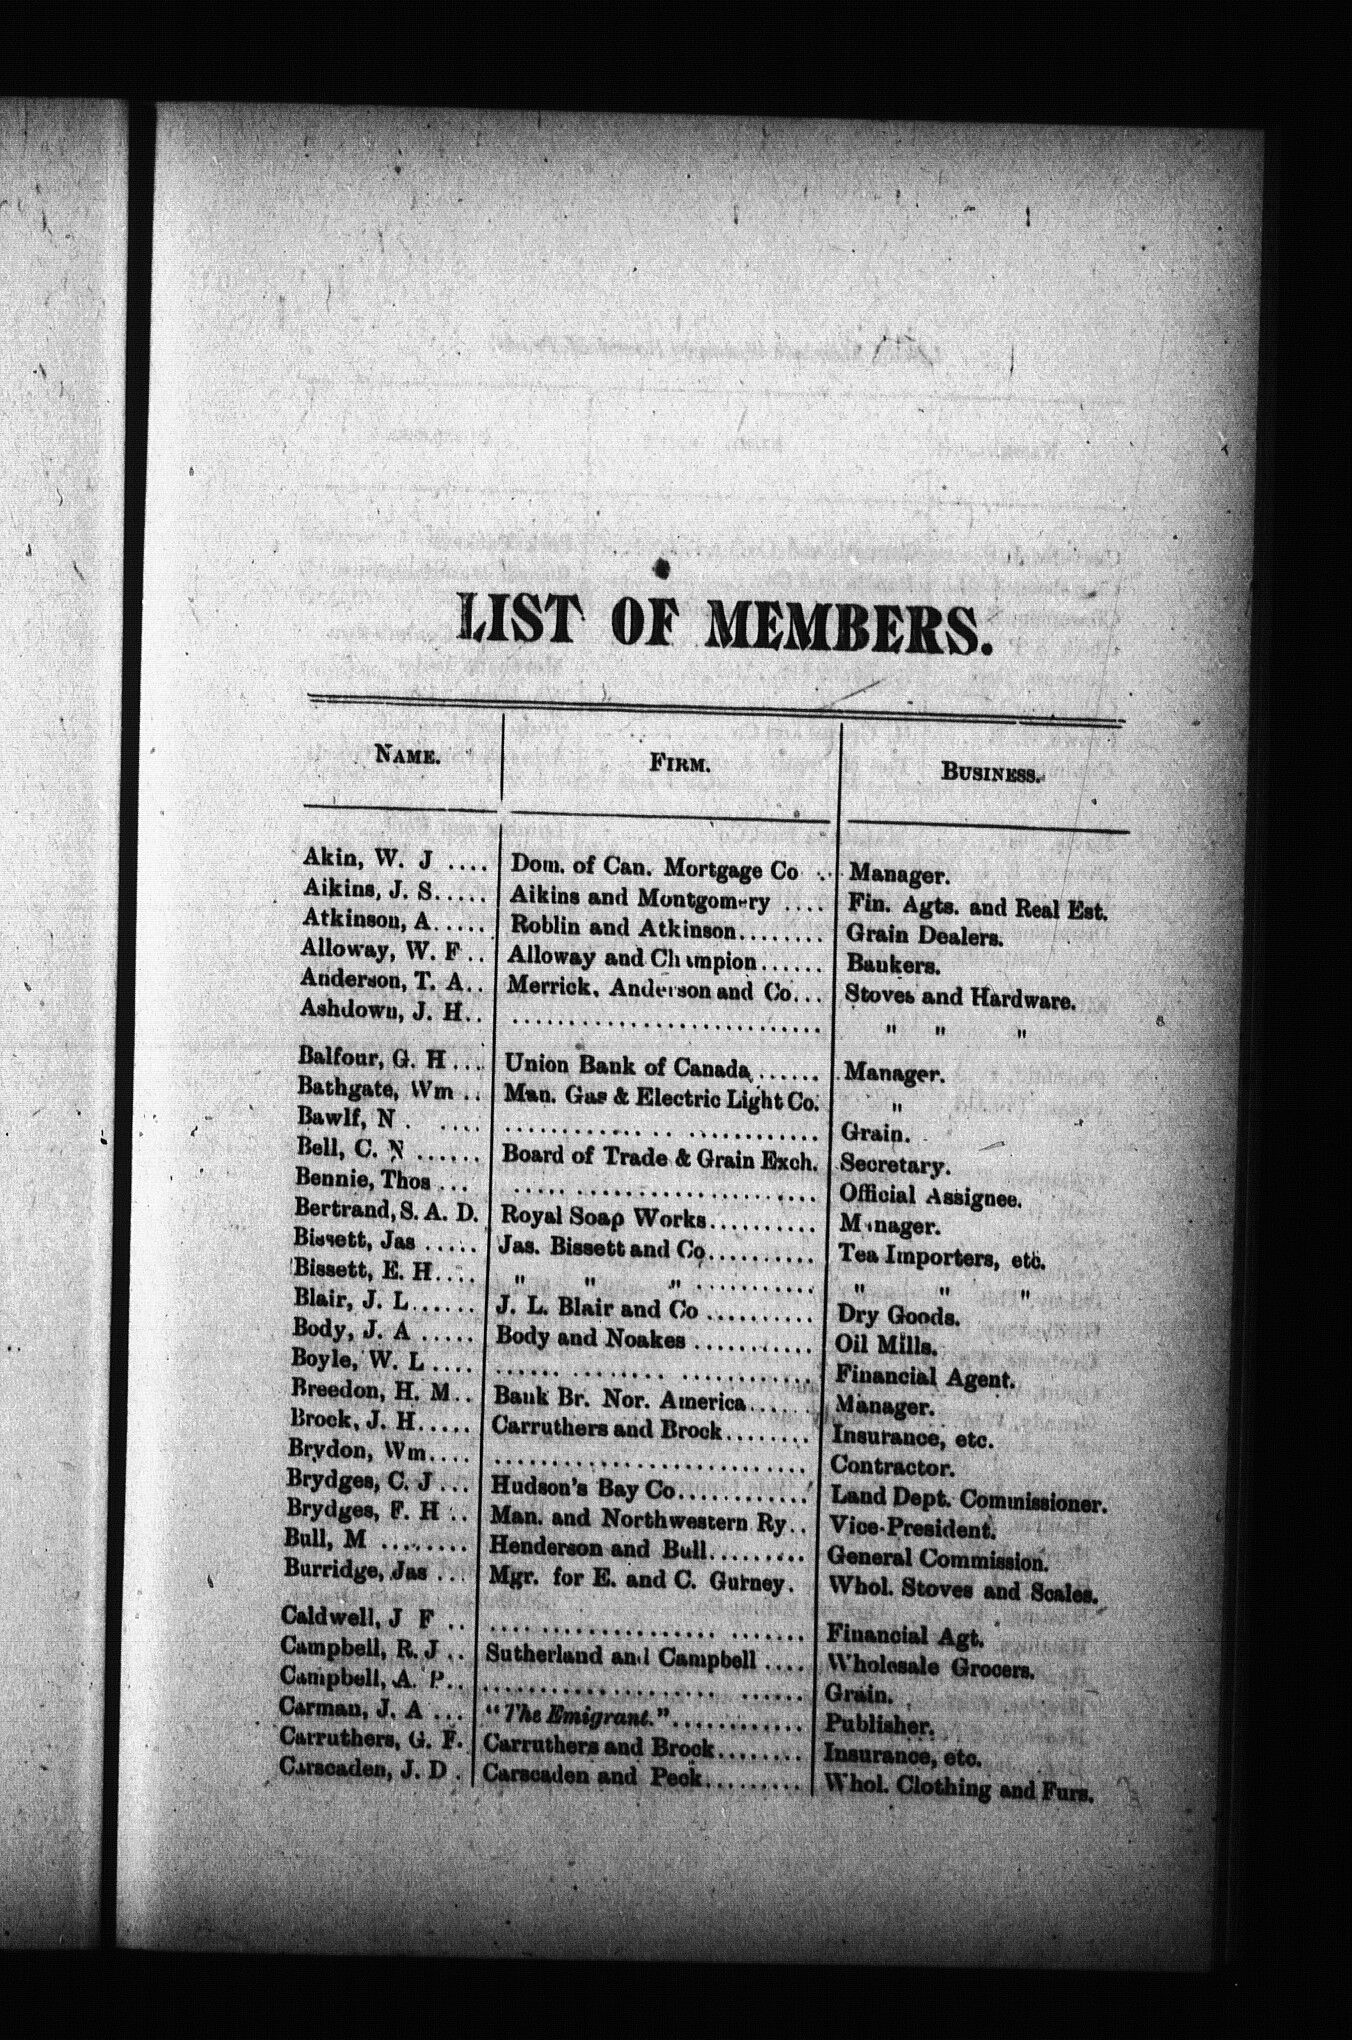 LIST OF MEMBERS.
NAME. FIRM. BUSINESS.
Akin, W. J .... Dom. of Can. Mortgage Co .. Manager.
Aikins, J. S..... Aikins and Montgomery .... Fin. Agts. and Real Est.
Atkinson, A..... Roblin and Atkinson........ Grain Dealers.
Alloway, W. F .. Alloway and Champion...... Bankers.
Anderson, T. A.. Merrick, Anderson and Co... Stoves and Hardware.
Ashdown, J. H.. ........................... " " "
Balfour, G. H .... Union Bank of Canada ...... Manager.
Bathgate, Wm .. Man. Gas & Electric Light Co. "
Bawlf, N . .... ........................... Grain.
Bell, C. N ...... Board of Trade & Grain Exch. Secretary.
Bennie, Thos ... ........................... Official Assignee.
Bertrand, S. A. D. Royal Soap Works.......... Manager.
Bissett, Jas ..... Jas. Bissett and Co.......... Tea Importers, etc.
Bissett, E. H.... " " " ........... " " "
Blair, J. L...... J. L. Blair and Co .......... Dry Goods.
Body, J. A ..... Body and Noakes ........... Oil Mills.
Boyle, W. L .... ........................... Financial Agent.
Breedon, H. M.. Bank Br. Nor. America...... Manager.
Brock, J. H..... Carruthers and Brock........ Insurance, etc.
Brydon, Wm.... ........................... Contractor.
Brydges, C. J ... Hudson's Bay Co............ Land Dept. Commissioner.
Brydges, F. H .. Man. and Northwestern Ry.. Vice-President.
Bull, M ........ Henderson and Bull......... General Commission.
Burridge, Jas ... Mgr. for E. and C. Gurney. Whol. Stoves and Scales.
Caldwell, J F .. ........................... Financial Agt.
Campbell, R. J .. Sutherland and Campbell .... Wholesale Grocers.
Campbell, A. P.. ........................... Grain.
Carman, J. A ... "The Emigrant."............ Publisher.
Carruthers, G. F. Carruthers and Brock........ Insurance, etc.
Carscaden, J. D . Carscaden and Peck......... Whol. Clothing and Furs.